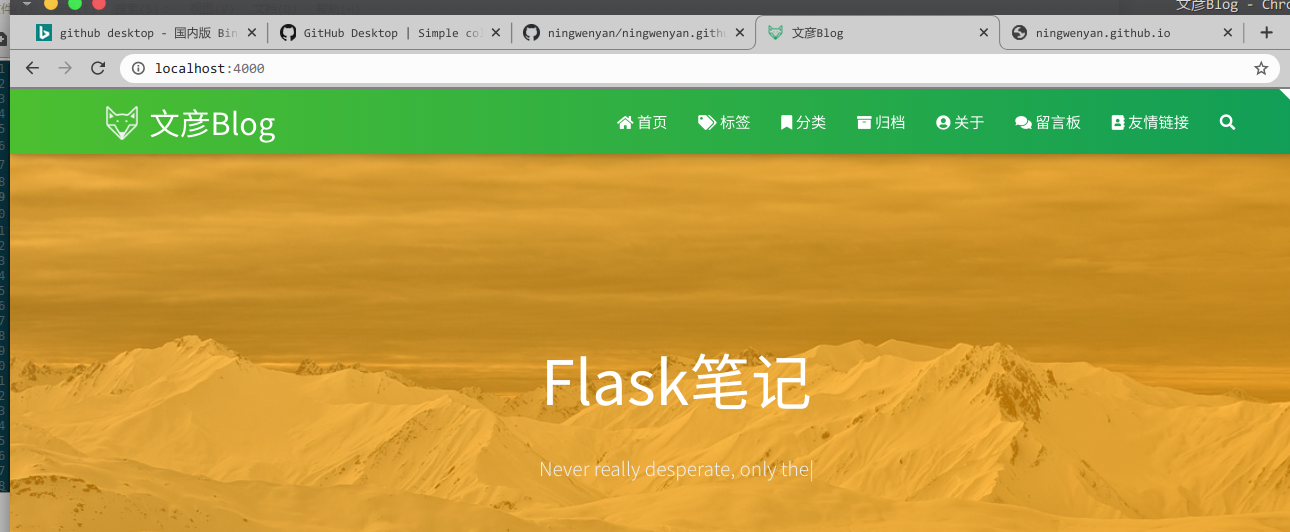 文彦Blog - Chro
github desktop - 国内版 Bin
GitHub Desktop | Simple co
ningwenyan/ningwenyan.gith
文彦Blog
ningwenyan.github.io
localhost:4000
文彦Blog
首页
标签
分类
归档
关于
留言板
友情链接
Flask笔记
Never really desperate, only the|